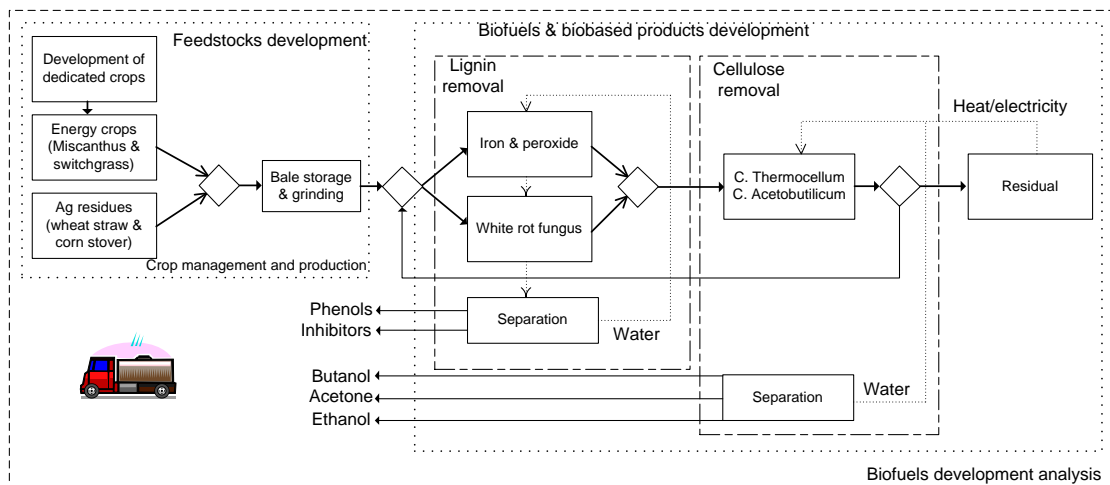 Feedstocks development
Development of
dedicated crops
Energy crops
(Miscanthus &
switchgrass)
Ag residues
(wheat straw &
corn stover)
Bale storage
& grinding
Crop management and production
Biofuels & biobased products development
Lignin
removal
Iron & peroxide
White rot fungus
Separation
Water
Phenols
Inhibitors
Cellulose
removal
C. Thermocellum
C. Acetobutilicum
Heat/electricity
Residual
Butanol
Acetone
Ethanol
Separation
Water
Biofuels development analysis